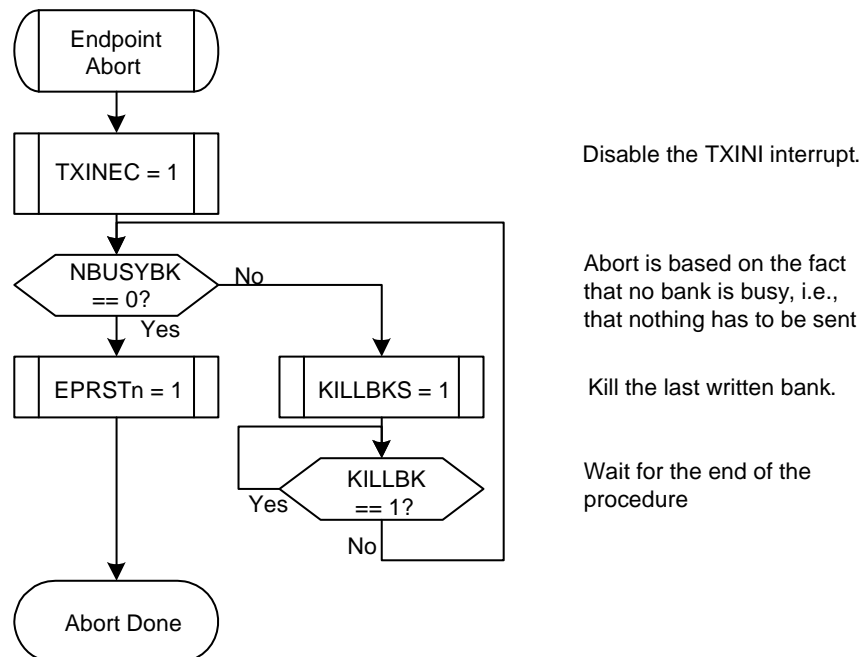 Endpoint
Abort
TXINEC = 1
Disable the TXINI interrupt.
NBUSYBK
== 0?
No
Yes
Abort is based on the fact
that no bank is busy, i.e.,
that nothing has to be sent
EPRSTn = 1
KILLBKS = 1
Kill the last written bank.
KILLBK
== 1?
Yes
No
Wait for the end of the
procedure
Abort Done